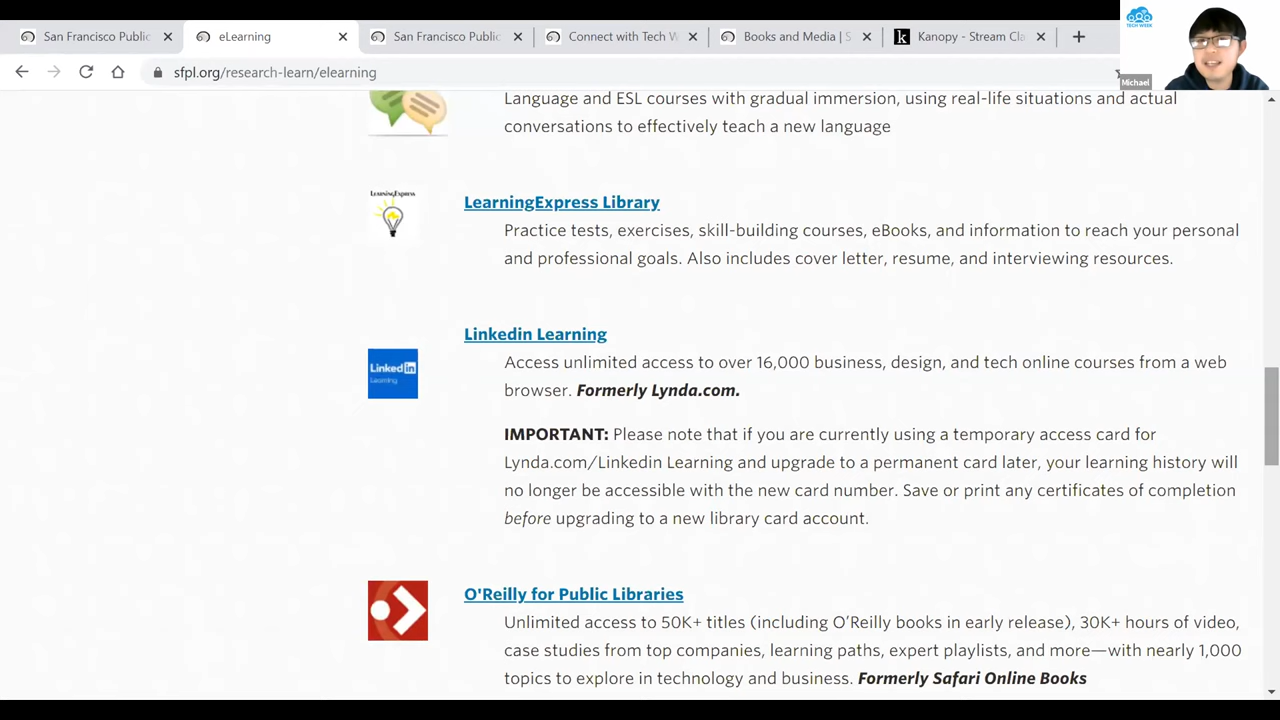 San Francisco Public
eLearning
San Francisco Public
Connect with Tech W
Books and Media | S
Kanopy - Stream Cla
TECH WEEK
Michael
sfpl.org/research-learn/elearning
Language and ESL courses with gradual immersion, using real-life situations and actual
conversations to effectively teach a new language
LearningExpress
LearningExpress Library
Practice tests, exercises, skill-building courses, eBooks, and information to reach your personal
and professional goals. Also includes cover letter, resume, and interviewing resources.
Linkedin Learning
Linked in
Learning
Access unlimited access to over 16,000 business, design, and tech online courses from a web
browser. Formerly Lynda.com.
IMPORTANT: Please note that if you are currently using a temporary access card for
Lynda.com/Linkedin Learning and upgrade to a permanent card later, your learning history will
no longer be accessible with the new card number. Save or print any certificates of completion
before upgrading to a new library card account.
O'Reilly for Public Libraries
Unlimited access to 50K+ titles (including O’Reilly books in early release), 30K+ hours of video,
case studies from top companies, learning paths, expert playlists, and more—with nearly 1,000
topics to explore in technology and business. Formerly Safari Online Books